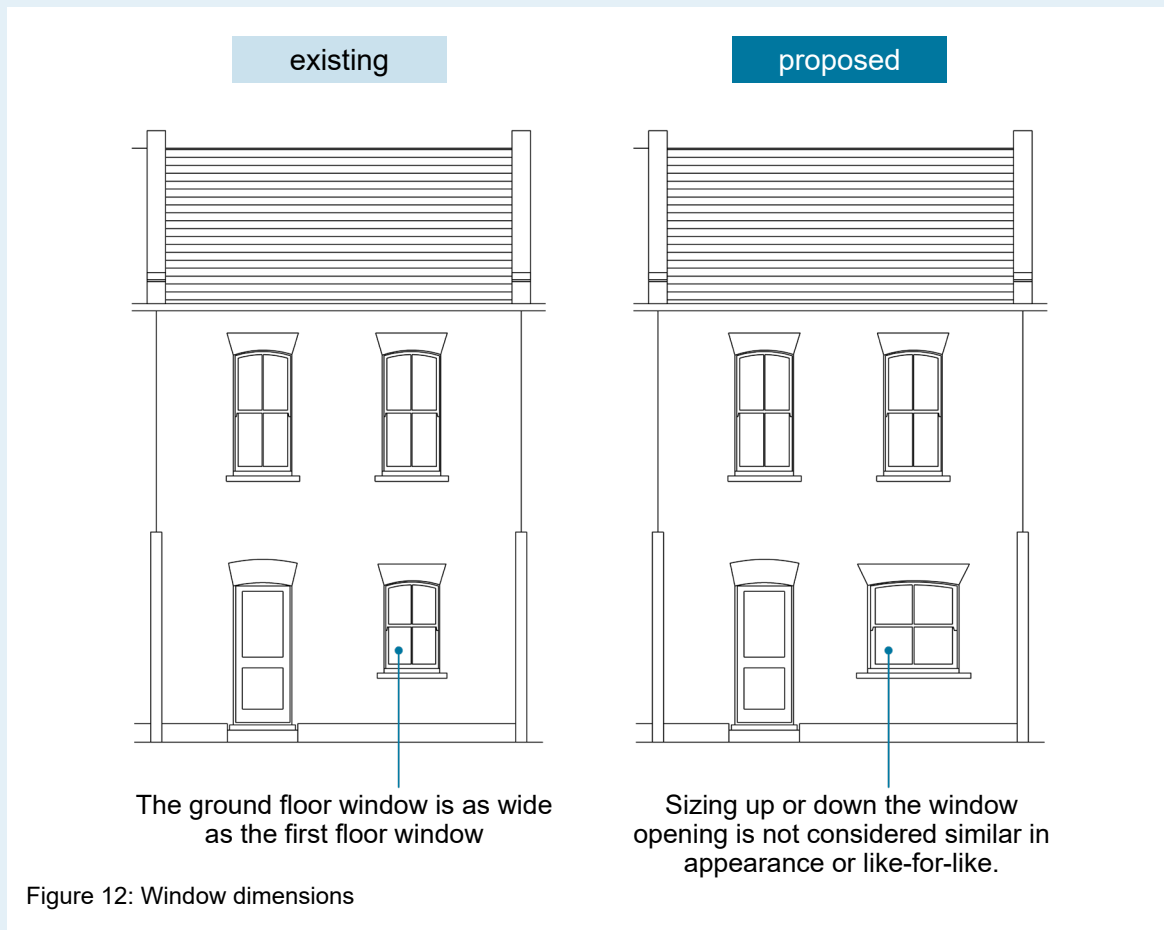 existing
proposed
The ground floor window is as wide
as the first floor window
Sizing up or down the window
opening is not considered similar in
appearance or like-for-like.
Figure 12: Window dimensions